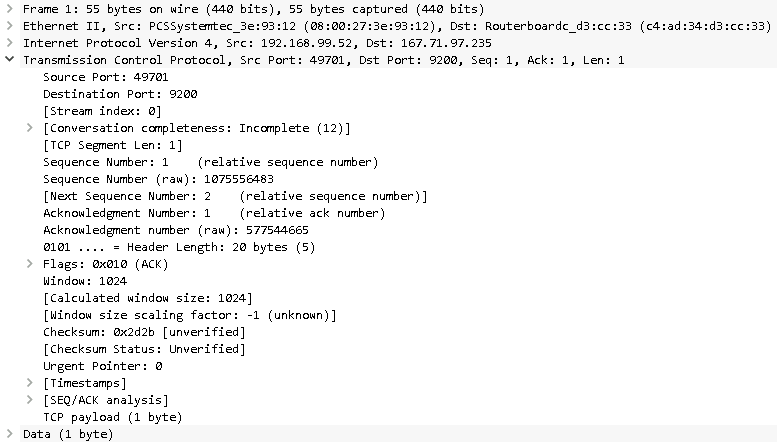 Frame 1: 55 bytes on wire (440 bits), 55 bytes captured (440 bits)
Ethernet II, Src: PCSSystemtec_3e:93:12 (08:00:27:3e:93:12), Dst: Routerboardc_d3:cc:33 (c4:ad:34:d3:cc:33)
Internet Protocol Version 4, Src: 192.168.99.52, Dst: 167.71.97.235
Transmission Control Protocol, Src Port: 49701, Dst Port: 9200, Seq: 1, Ack: 1, Len: 1
Source Port: 49701
Destination Port: 9200
[Stream index: 0]
[Conversation completeness: Incomplete (12)]
[TCP Segment Len: 1]
Sequence Number: 1    (relative sequence number)
Sequence Number (raw): 1075556483
[Next Sequence Number: 2    (relative sequence number)]
Acknowledgment Number: 1    (relative ack number)
Acknowledgment number (raw): 577544665
0101 .... = Header Length: 20 bytes (5)
Flags: 0x010 (ACK)
Window: 1024
[Calculated window size: 1024]
[Window size scaling factor: -1 (unknown)]
Checksum: 0x2d2b [unverified]
[Checksum Status: Unverified]
Urgent Pointer: 0
[Timestamps]
[SEQ/ACK analysis]
TCP payload (1 byte)
Data (1 byte)